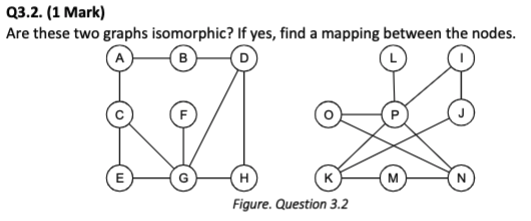 Q3.2. (1 Mark)
Are these two graphs isomorphic? If yes, find a mapping between the nodes.
A B D L I
C F O P J
E G H K M N
Figure. Question 3.2